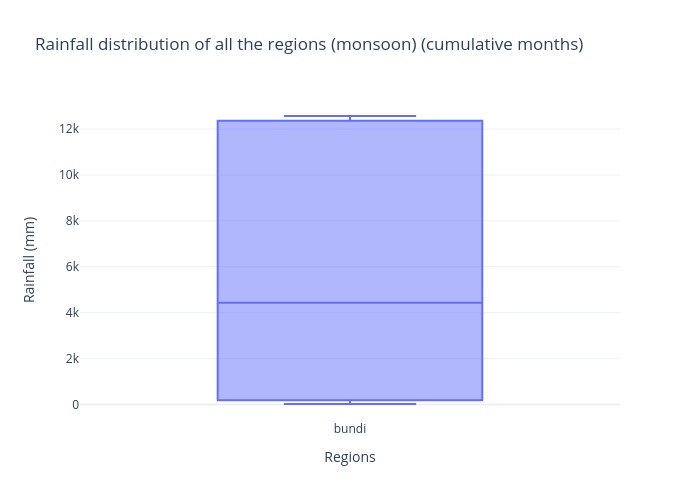 Rainfall distribution of all the regions (monsoon) (cumulative months)
12k
10k
8k
6k
4k
2k
0
Rainfall (mm)
bundi
Regions